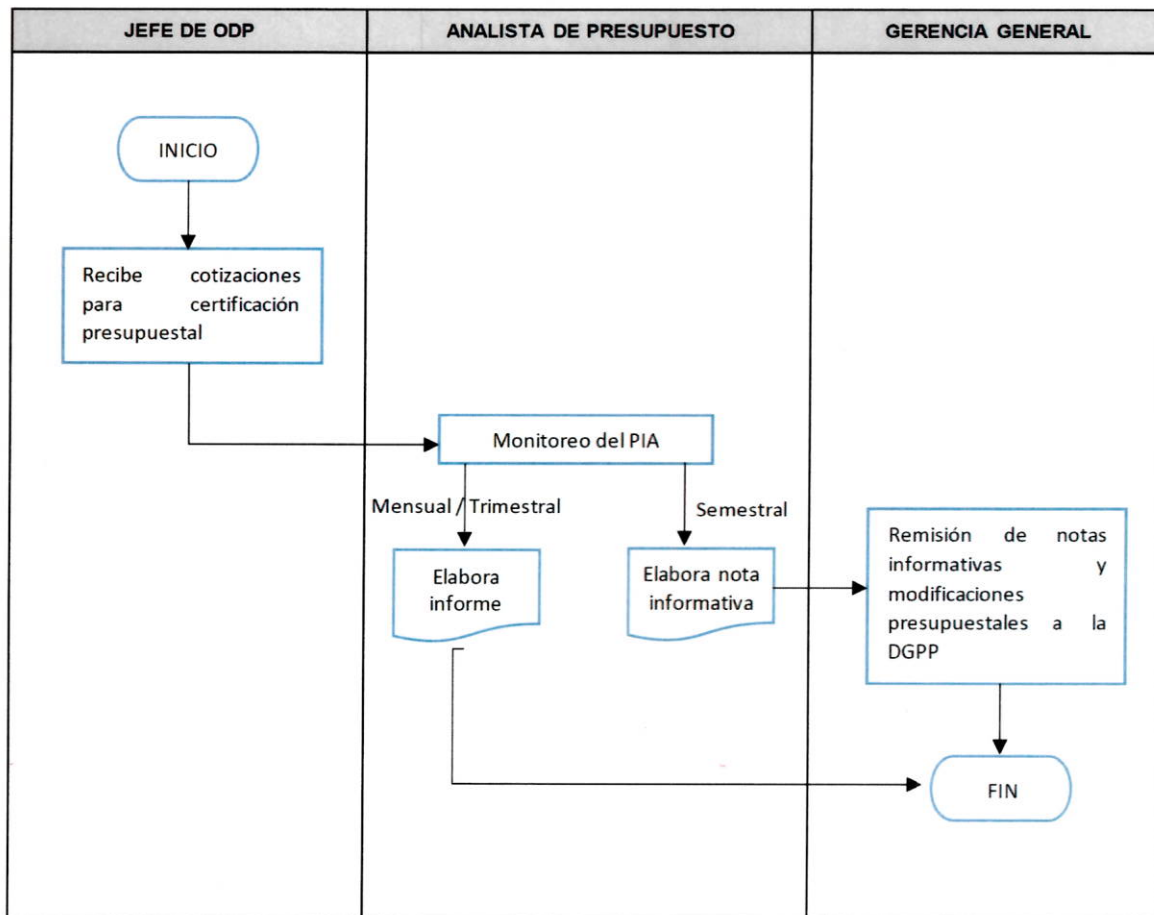 JEFE DE ODP
ANALISTA DE PRESUPUESTO
GERENCIA GENERAL
INICIO
Recibe cotizaciones
para certificación
presupuestal
Monitoreo del PIA
Mensual / Trimestral
Semestral
Elabora
informe
Elabora nota
informativa
Remisión de notas
informativas y
modificaciones
presupuestales a la
DGPP
FIN